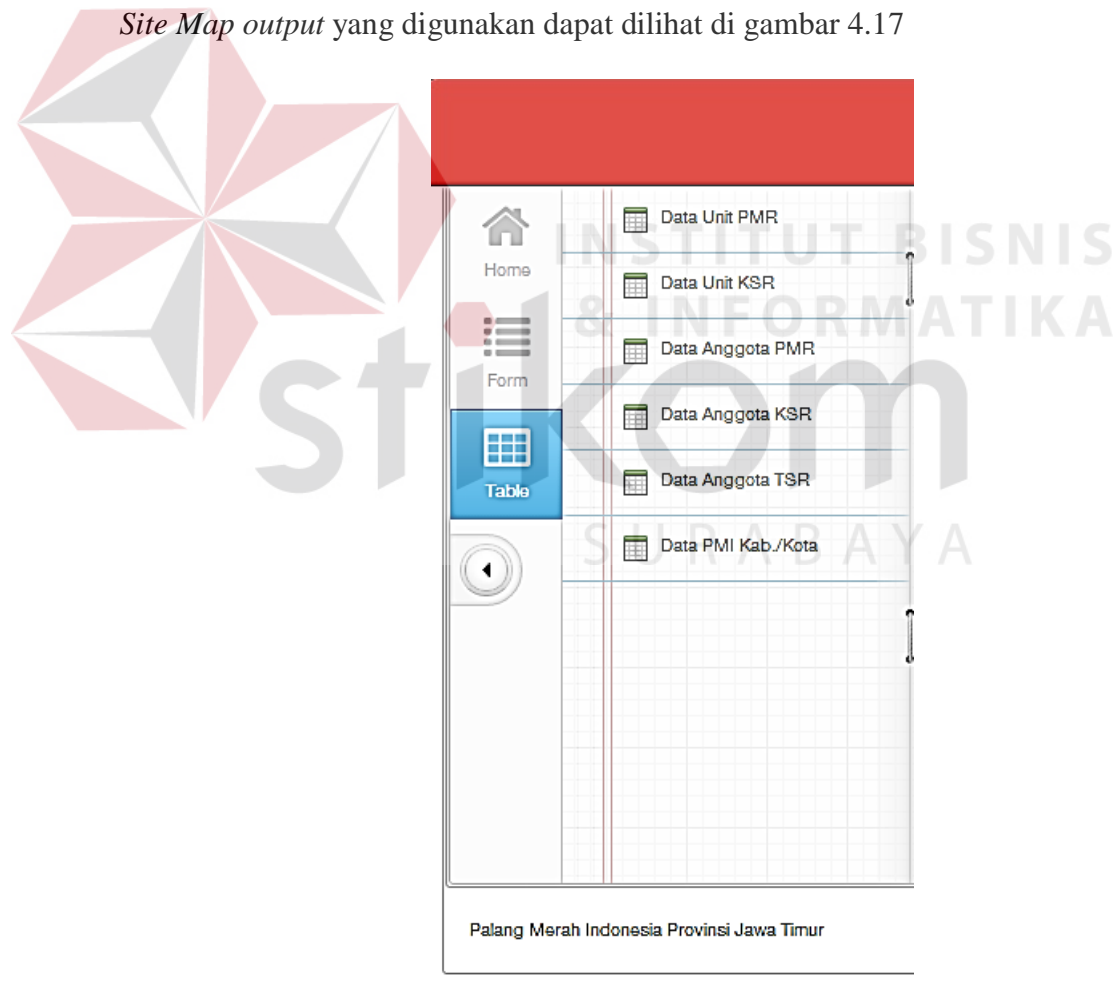 Site Map output yang digunakan dapat dilihat di gambar 4.17
INSTITUT BISNIS
& INFORMATIKA
stikom
SURABAYA
Home
Form
Table
Data Unit PMR
Data Unit KSR
Data Anggota PMR
Data Anggota KSR
Data Anggota TSR
Data PMI Kab./Kota
Palang Merah Indonesia Provinsi Jawa Timur